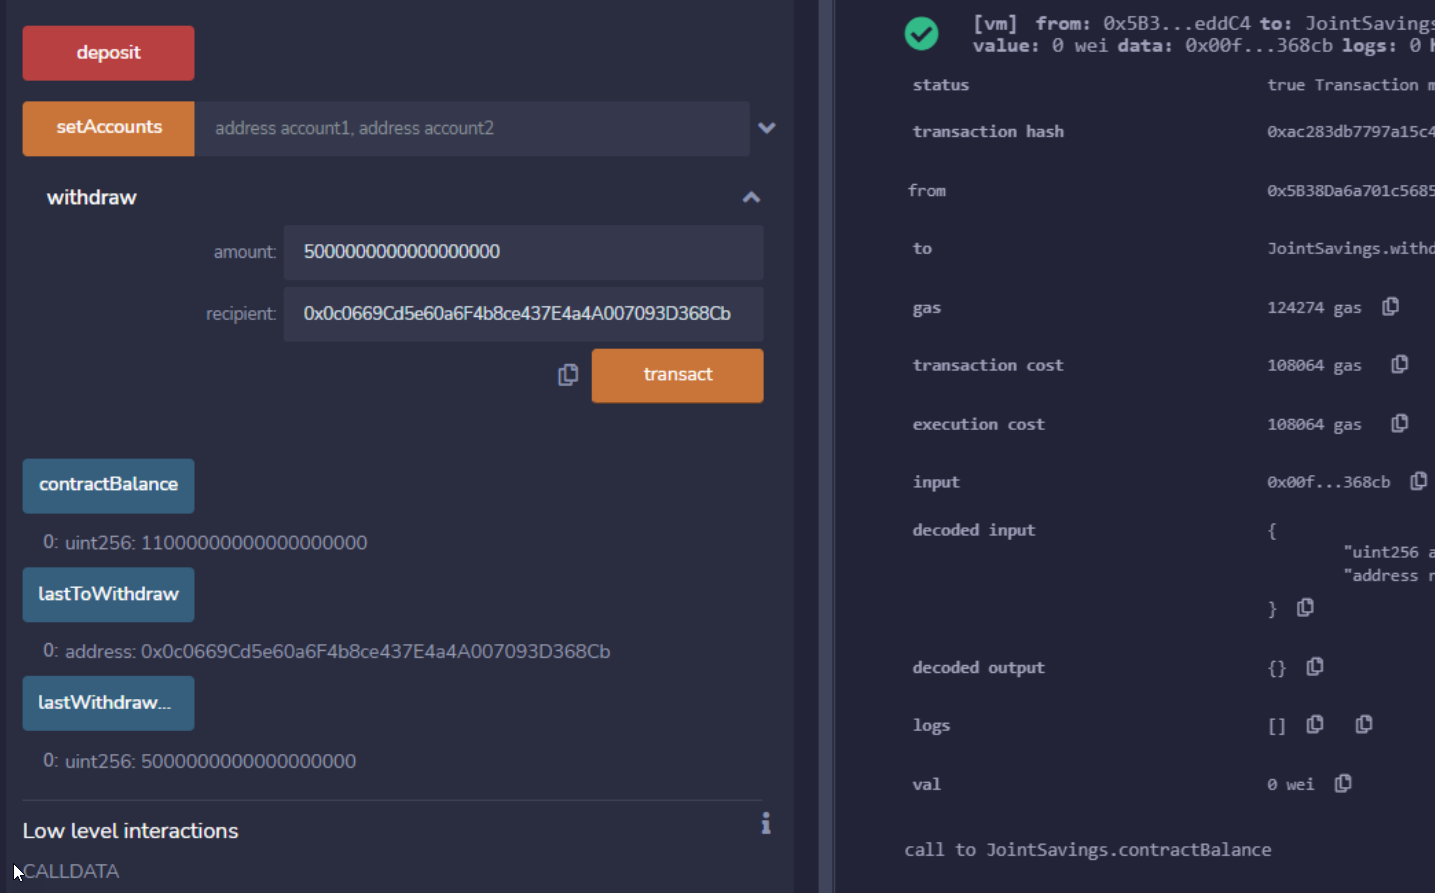 deposit
setAccounts address account1, address account2
withdraw
amount: 5000000000000000000
recipient: 0x0c0669Cd5e60a6F4b8ce437E4a4A007093D368Cb
transact
contractBalance
0: uint256: 11000000000000000000
lastToWithdraw
0: address: 0x0c0669Cd5e60a6F4b8ce437E4a4A007093D368Cb
lastWithdraw...
0: uint256: 5000000000000000000
Low level interactions
i
CALLDATA
[vm] from: 0x5B3...eddC4 to: JointSavings
value: 0 wei data: 0x00f...368cb logs: 0 h
status true Transaction m
transaction hash 0xac283db7797a15c4
from 0x5B38Da6a701c5685
to JointSavings.withd
gas 124274 gas
transaction cost 108064 gas
execution cost 108064 gas
input 0x00f...368cb
decoded input {
"uint256 a
"address r
}
decoded output {}
logs []
val 0 wei
call to JointSavings.contractBalance